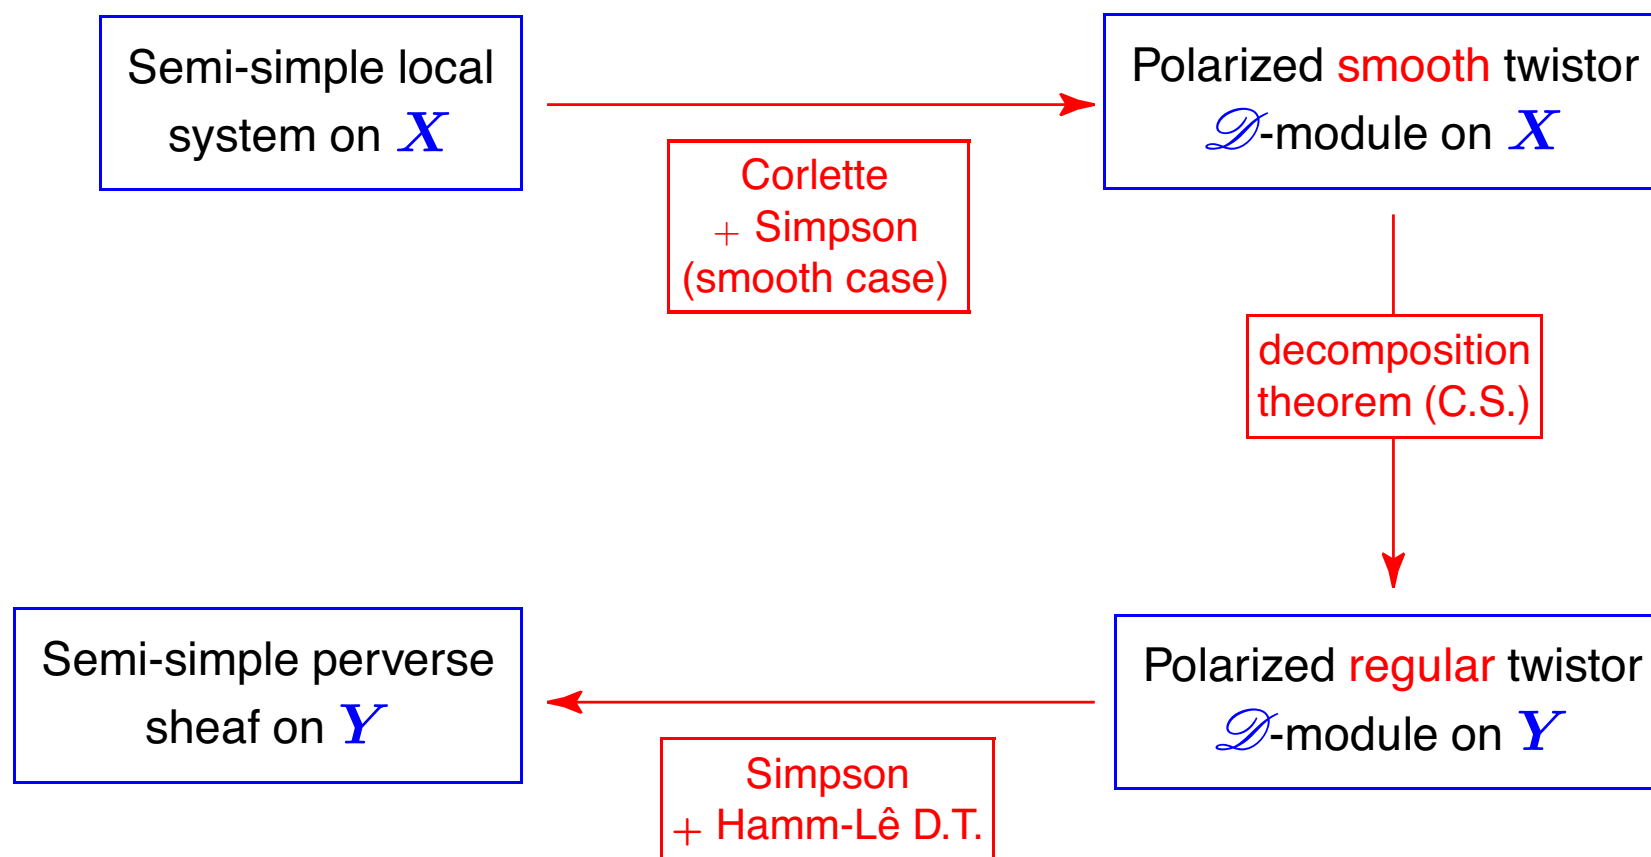 Semi-simple local
system on X
Corlette
+ Simpson
(smooth case)
Polarized smooth twistor
𝒟-module on X
decomposition
theorem (C.S.)
Polarized regular twistor
𝒟-module on Y
Simpson
+ Hamm-Lê D.T.
Semi-simple perverse
sheaf on Y